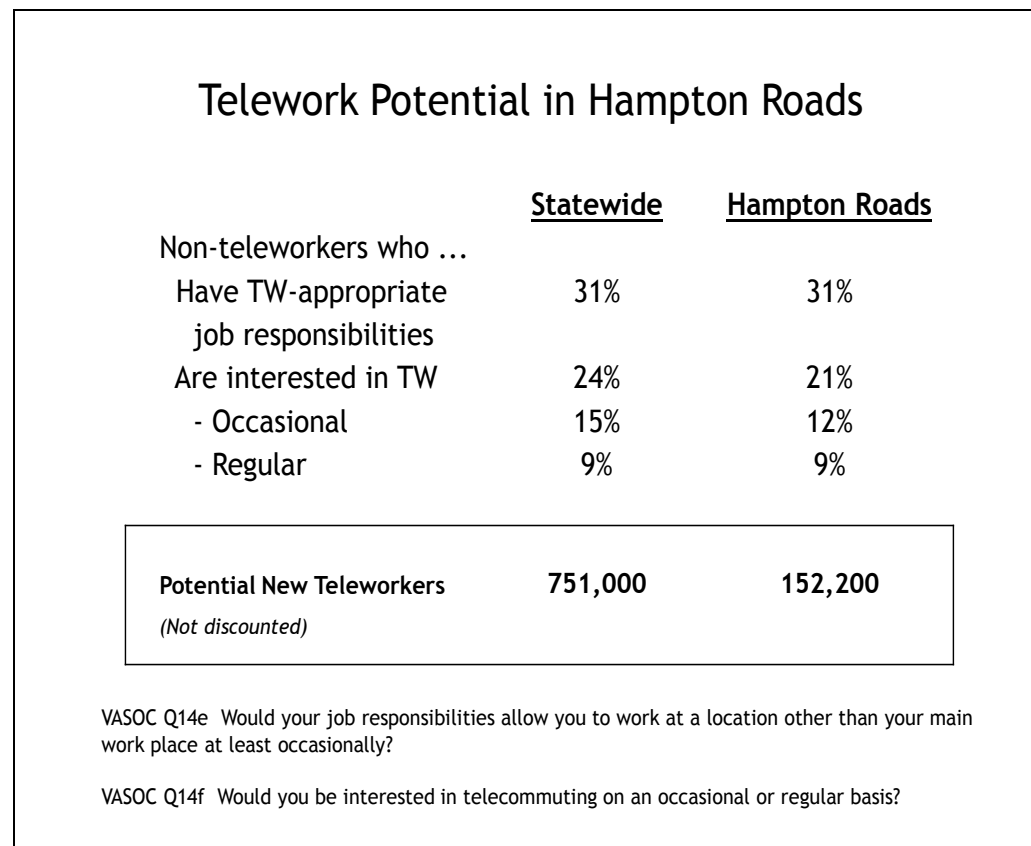 Telework Potential in Hampton Roads
Statewide Hampton Roads
Non-teleworkers who ...
Have TW-appropriate 31% 31%
job responsibilities
Are interested in TW 24% 21%
- Occasional 15% 12%
- Regular 9% 9%
Potential New Teleworkers 751,000 152,200
(Not discounted)
VASOC Q14e Would your job responsibilities allow you to work at a location other than your main
work place at least occasionally?
VASOC Q14f Would you be interested in telecommuting on an occasional or regular basis?